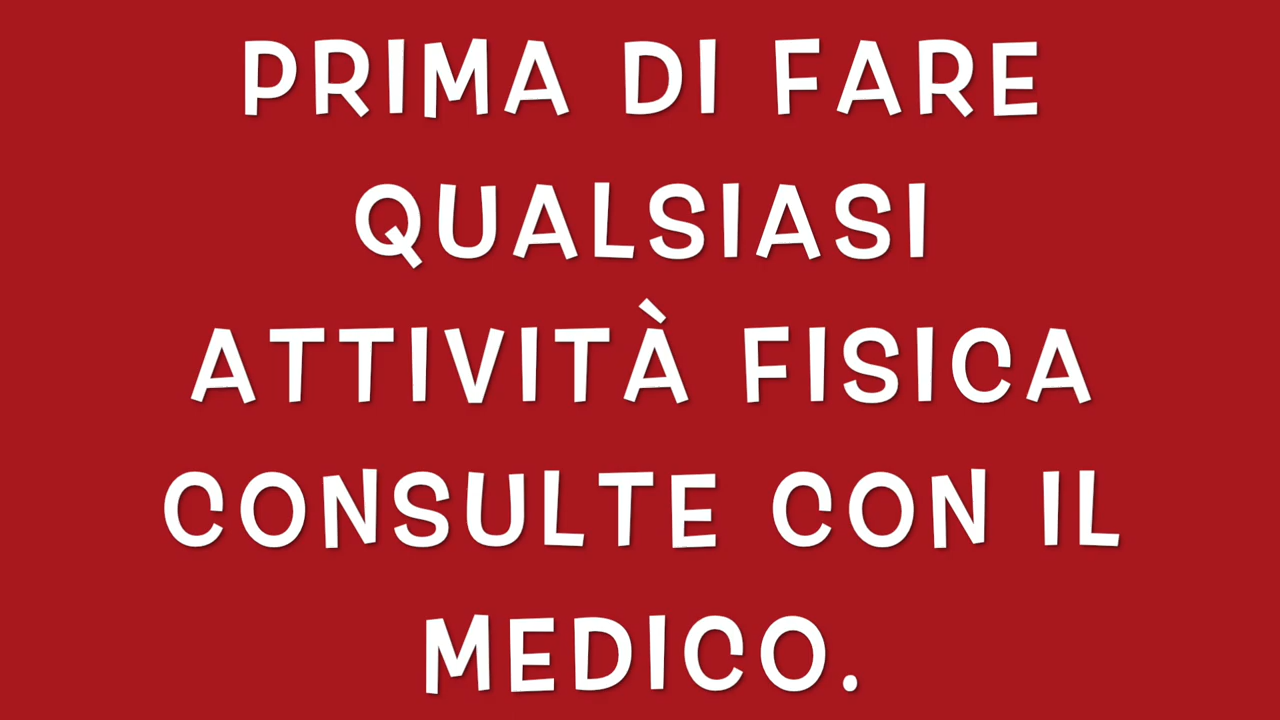 PRIMA DI FARE
QUALSIASI
ATTIVITÀ FISICA
CONSULTE CON IL
MEDICO.